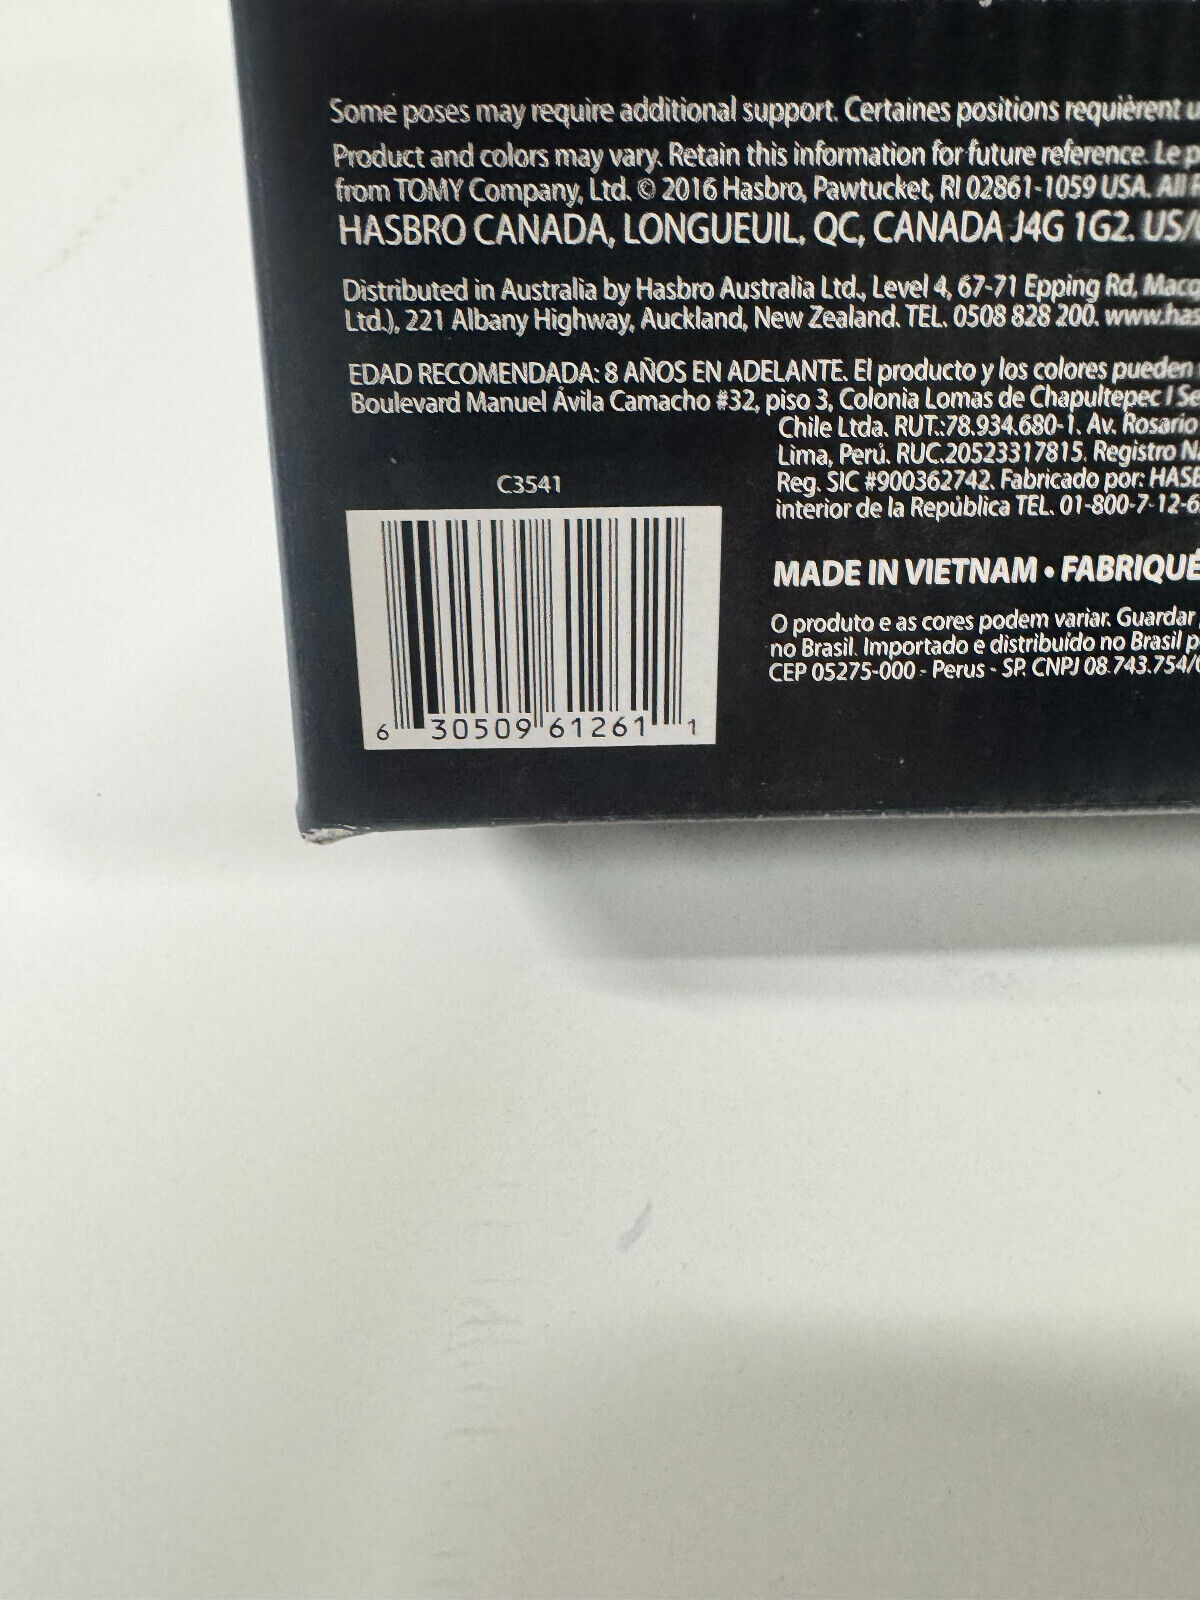 Some poses may require additional support. Certaines positions requièrent
Product and colors may vary. Retain this information for future reference. Le
from TOMY Company, Ltd. © 2016 Hasbro, Pawtucket, RI 02861-1059 USA. All
HASBRO CANADA, LONGUEUIL, QC, CANADA J4G 1G2. US/
Distributed in Australia by Hasbro Australia Ltd., Level 4, 67-71 Epping Rd,
Ltd.), 221 Albany Highway, Auckland, New Zealand. TEL. 0508 828 200.
EDAD RECOMENDADA: 8 AÑOS EN ADELANTE. El producto y los colores pueden
Boulevard Manuel Ávila Camacho #32, piso 3, Colonia Lomas de Chapultepec I
Chile Ltda. RUT.:78.934.680-1. Av. Rosario
Lima, Perú. RUC.20523317815. Registro
Reg. SIC #900362742. Fabricado por:
interior de la República TEL. 01-800-7-12-6
C3541
MADE IN VIETNAM • FABRIQUÉ
O produto e as cores podem variar. Guardar
no Brasil. Importado e distribuído no Brasil
CEP 05275-000 - Perus - SP. CNPJ 08.743.754/
6 30509 61261 1